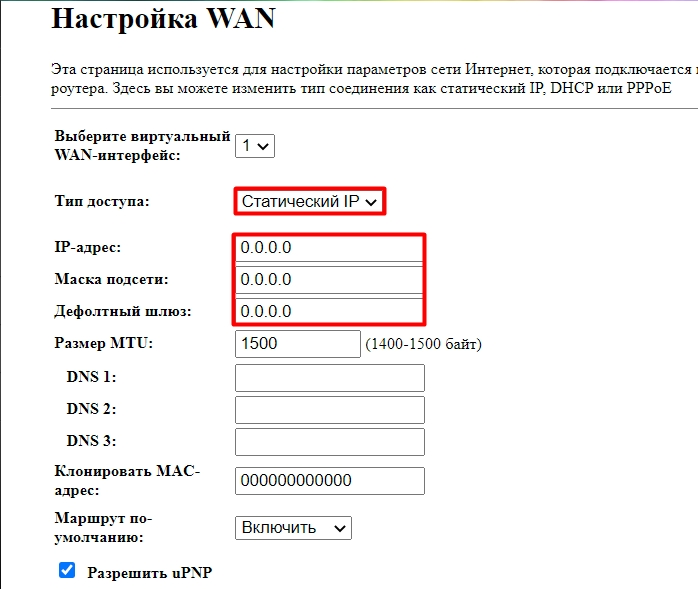 Настройка WAN
Эта страница используется для настройки параметров сети Интернет, которая подключается
роутера. Здесь вы можете изменить тип соединения как статический IP, DHCP или PPPoE
Выберите виртуальный
WAN-интерфейс: 1
Тип доступа: Статический IP
IP-адрес: 0.0.0.0
Маска подсети: 0.0.0.0
Дефолтный шлюз: 0.0.0.0
Размер MTU: 1500 (1400-1500 байт)
DNS 1:
DNS 2:
DNS 3:
Клонировать MAC-
адрес: 000000000000
Маршрут по-
умолчанию: Включить
Разрешить uPNP